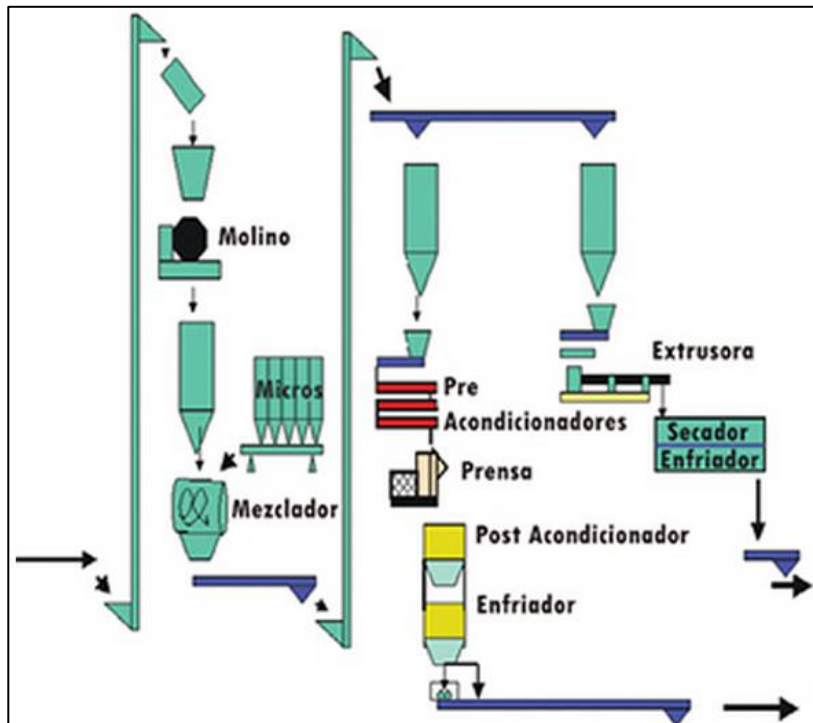 Molino
Micros
Mezclador
Pre
Acondicionadores
Prensa
Post Acondicionador
Enfriador
Extrusora
Secador
Enfriador